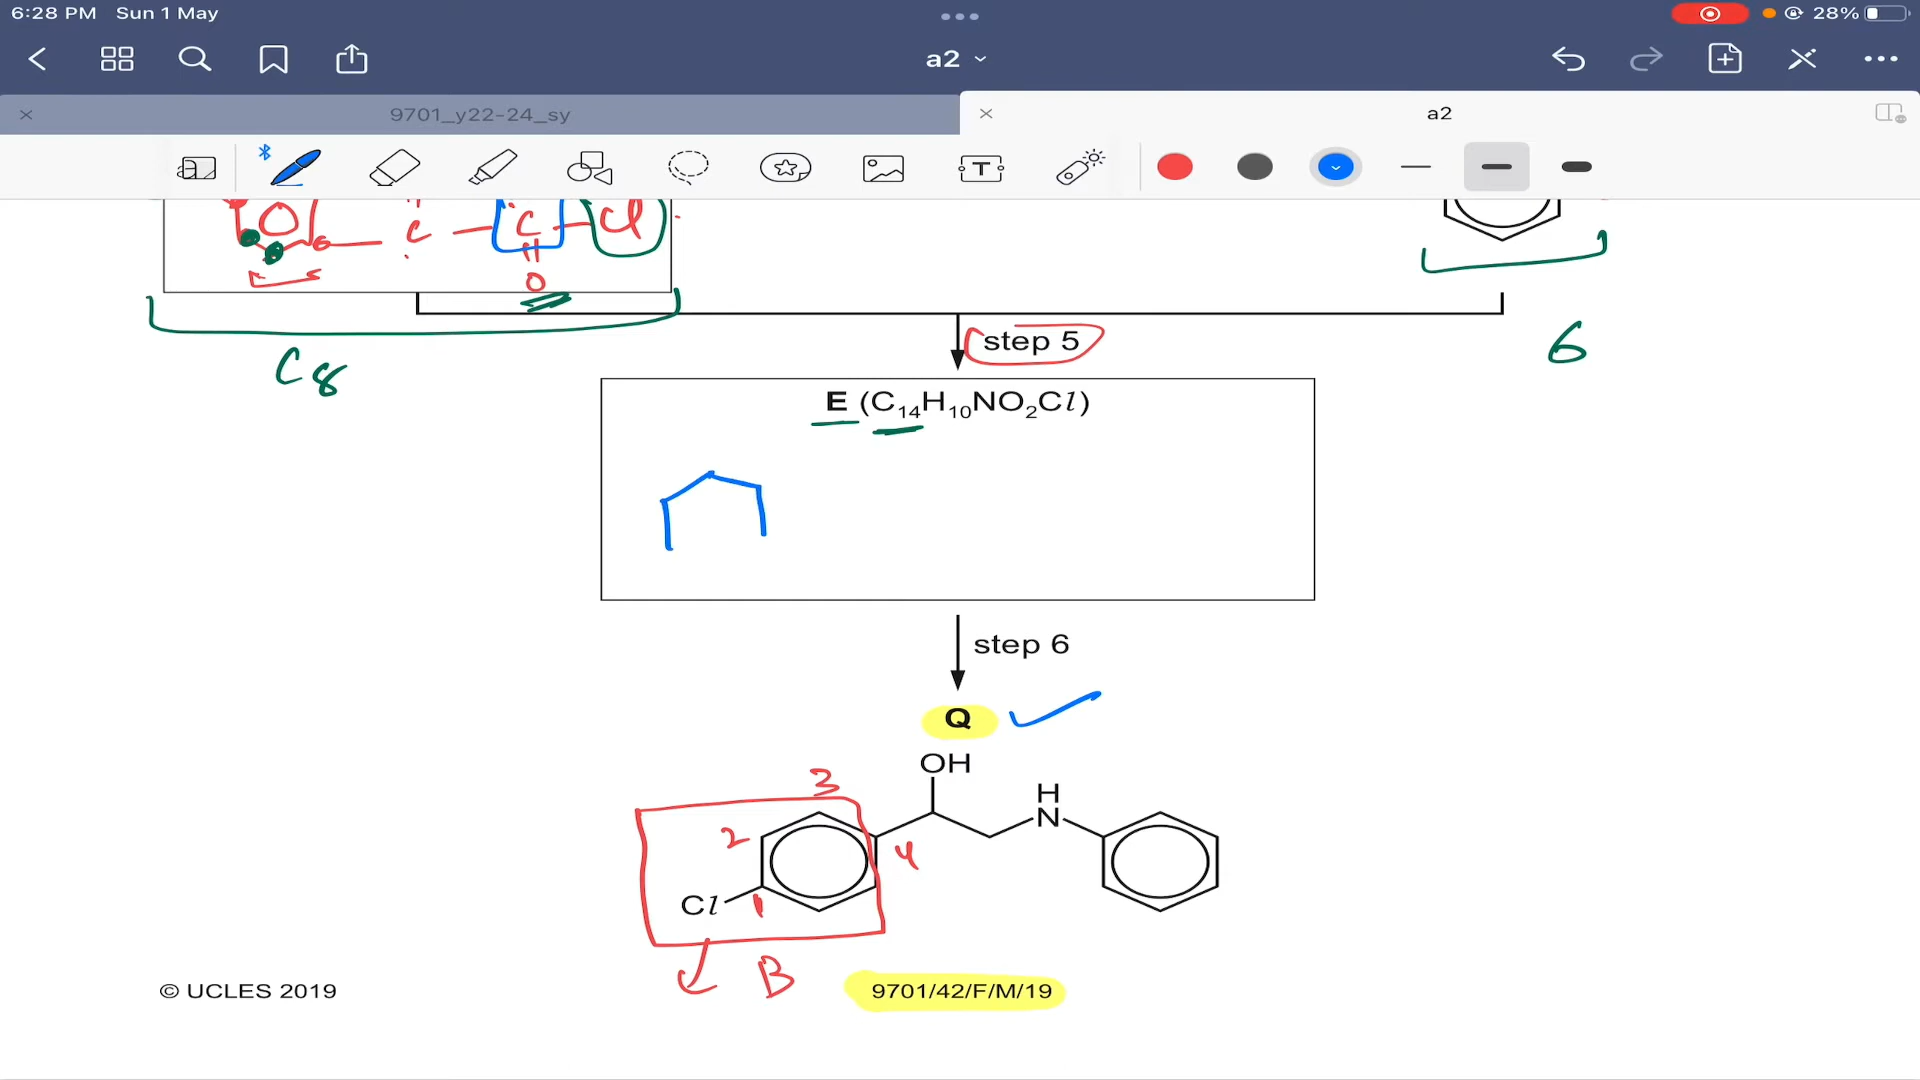 6:28 PM Sun 1 May
28%
a2
9701_y22-24_sy
a2
C C Cl
O
C8
6
step 5
E (C₁₄H₁₀NO₂Cl)
step 6
Q
OH
H
N
3
2
4
Cl
1
B
© UCLES 2019
9701/42/F/M/19